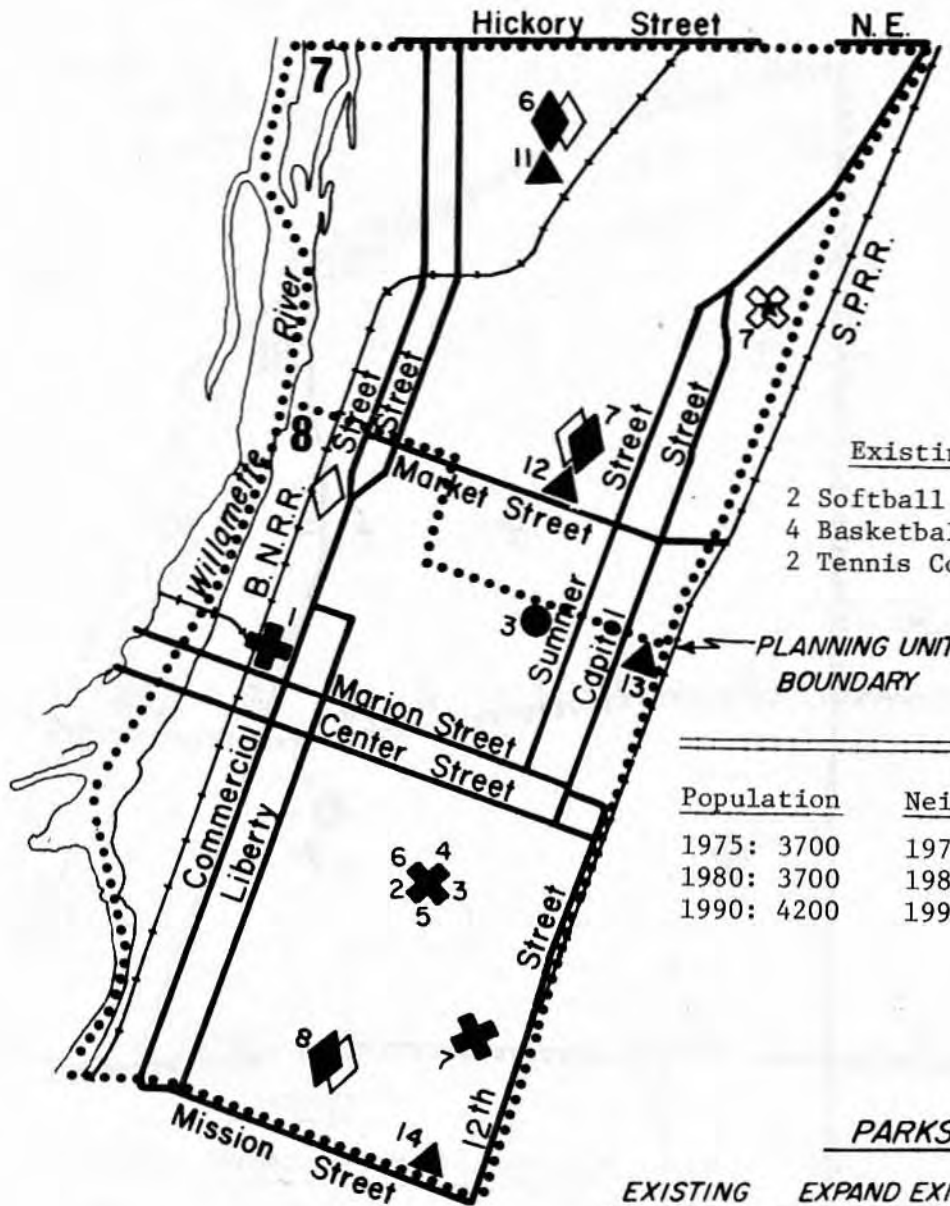 Hickory Street N.E.
7
6
11
River
S.P.R.R.
7
Street
Street
Street
Street
8
7
12
Market Street
Existin
2 Softball
4 Basketbal
2 Tennis Co
Willamette
B.N.R.R.
1
3
Summer
Capitol
13
PLANNING UNIT
BOUNDARY
Marion Street
Center Street
Commercial
Liberty
Population Nei
1975: 3700 197
1980: 3700 198
1990: 4200 199
6 4
2 3
5
Street
8
7
12th
14
Mission Street
PARKS
EXISTING EXPAND EXI